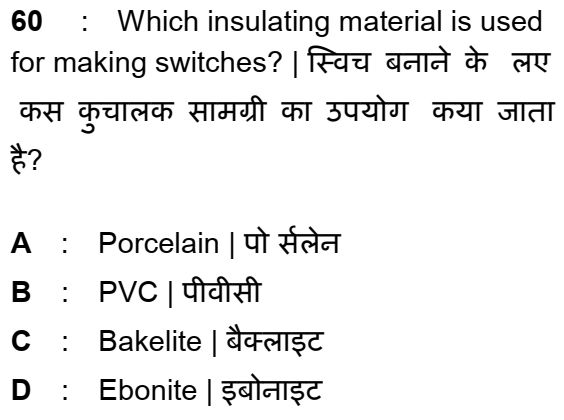 60 : Which insulating material is used
for making switches? | स्विच बनाने के लए
कस कुचालक सामग्री का उपयोग कया जाता
है?
A : Porcelain | पो र्सलेन
B : PVC | पीवीसी
C : Bakelite | बैक्लाइट
D : Ebonite | इबोनाइट